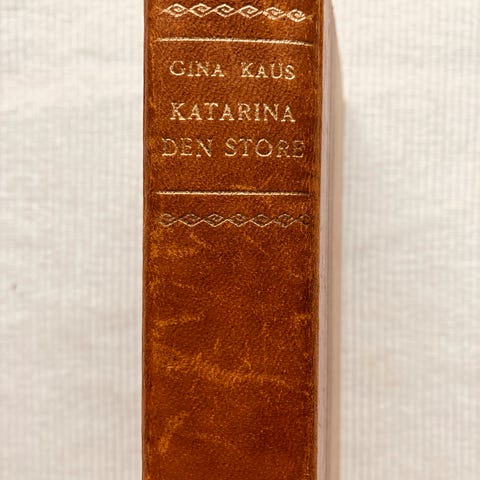 GINA KAUS
KATARINA
DEN STORE